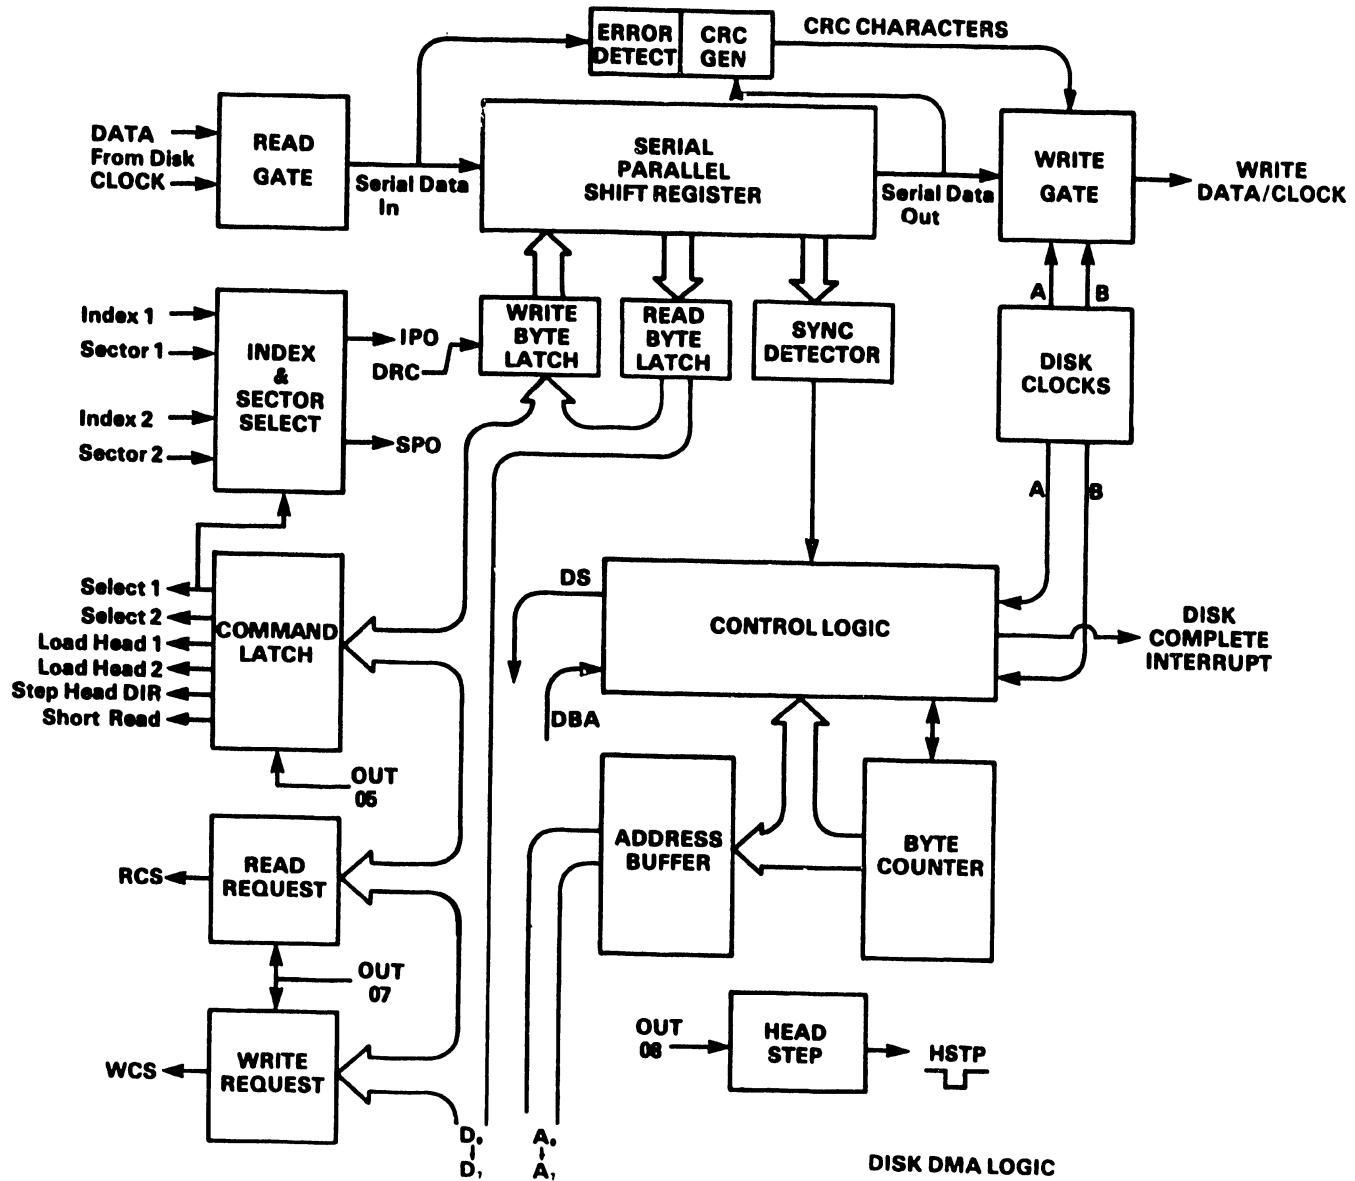 ERROR DETECT
CRC GEN
CRC CHARACTERS
DATA
From Disk
CLOCK
READ
GATE
Serial Data
In
SERIAL
PARALLEL
SHIFT REGISTER
Serial Data
Out
WRITE
GATE
WRITE
DATA/CLOCK
A
B
Index 1
Sector 1
Index 2
Sector 2
INDEX
&
SECTOR
SELECT
IPO
SPO
DRC
WRITE
BYTE
LATCH
READ
BYTE
LATCH
SYNC
DETECTOR
DISK
CLOCKS
A
B
Select 1
Select 2
Load Head 1
Load Head 2
Step Head DIR
Short Read
COMMAND
LATCH
OUT
05
DS
DBA
CONTROL LOGIC
DISK
COMPLETE
INTERRUPT
ADDRESS
BUFFER
BYTE
COUNTER
RCS
READ
REQUEST
OUT
07
WCS
WRITE
REQUEST
OUT
HEAD
STEP
HSTP
D
D
A
A
DISK DMA LOGIC